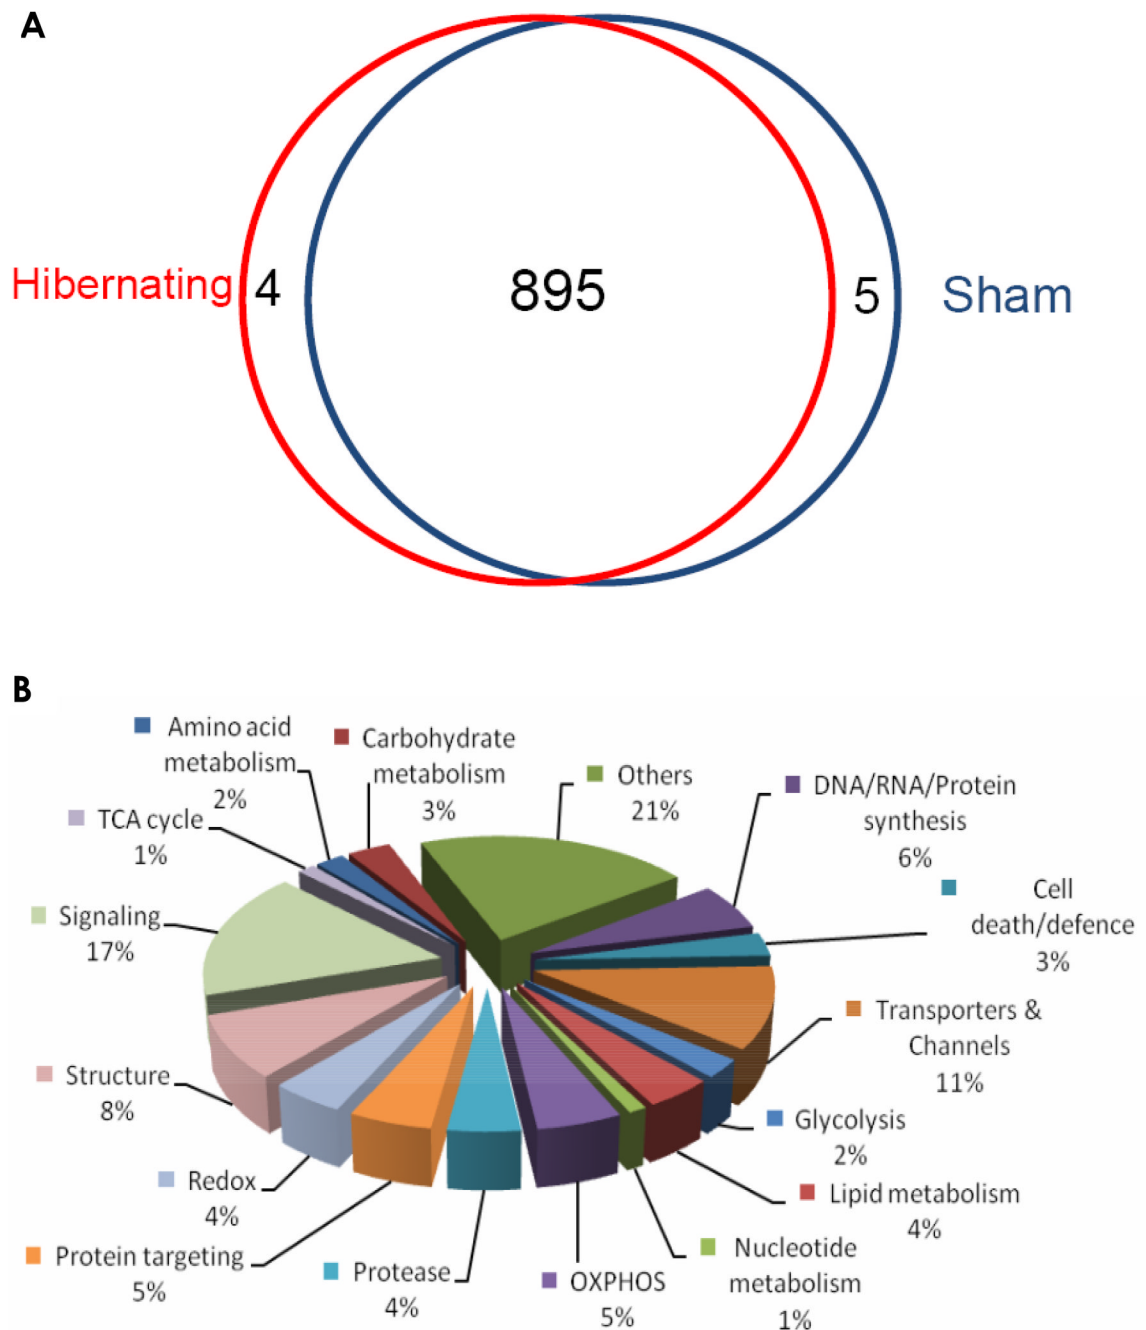 A
Hibernating
4
895
5
Sham
B
Amino acid
metabolism
2%
Carbohydrate
metabolism
3%
Others
21%
DNA/RNA/Protein
synthesis
6%
TCA cycle
1%
Cell
death/defence
3%
Signaling
17%
Transporters &
Channels
11%
Structure
8%
Glycolysis
2%
Redox
4%
Lipid metabolism
4%
Protein targeting
5%
Protease
4%
OXPHOS
5%
Nucleotide
metabolism
1%